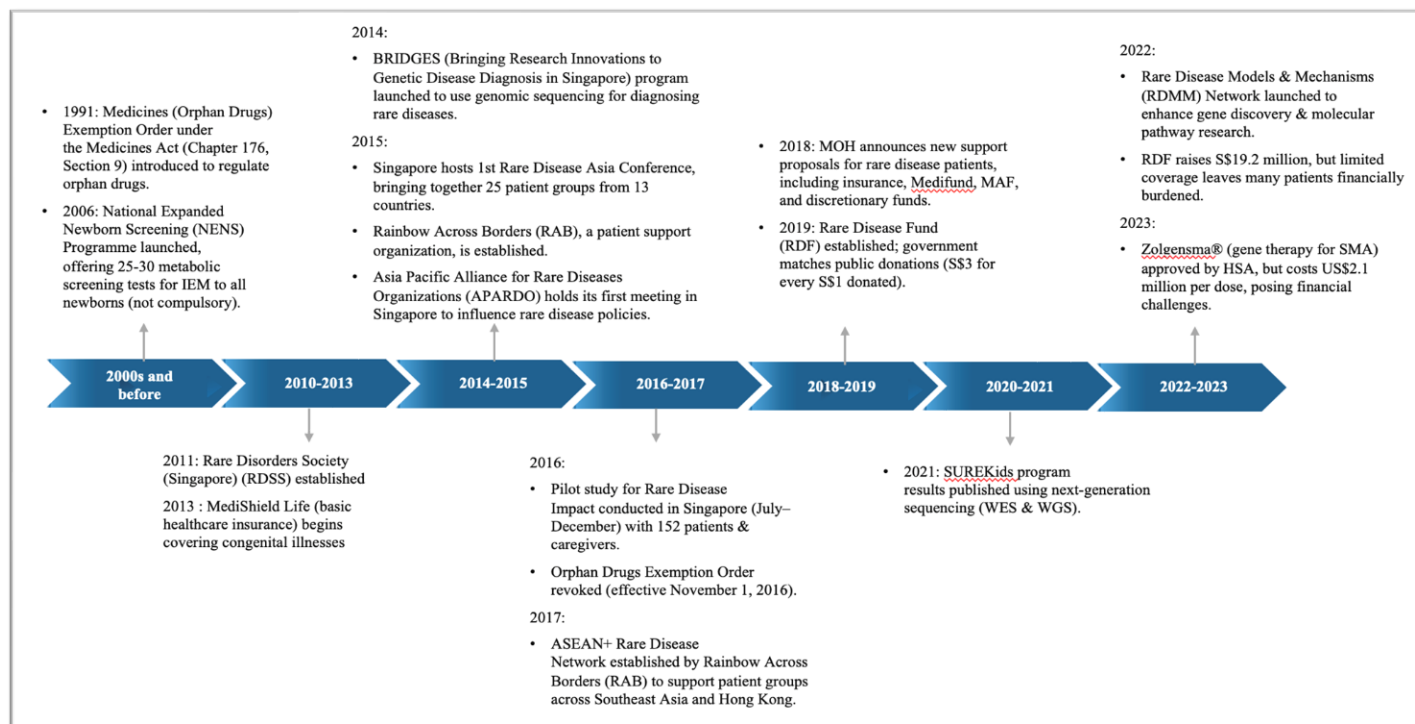 • 1991: Medicines (Orphan Drugs)
Exemption Order under
the Medicines Act (Chapter 176,
Section 9) introduced to regulate
orphan drugs.
• 2006: National Expanded
Newborn Screening (NENS)
Programme launched,
offering 25-30 metabolic
screening tests for IEM to all
newborns (not compulsory).
2014:
• BRIDGES (Bringing Research Innovations to
Genetic Disease Diagnosis in Singapore) program
launched to use genomic sequencing for diagnosing
rare diseases.
2015:
• Singapore hosts 1st Rare Disease Asia Conference,
bringing together 25 patient groups from 13
countries.
• Rainbow Across Borders (RAB), a patient support
organization, is established.
• Asia Pacific Alliance for Rare Diseases
Organizations (APARDO) holds its first meeting in
Singapore to influence rare disease policies.
• 2018: MOH announces new support
proposals for rare disease patients,
including insurance, Medifund, MAF,
and discretionary funds.
• 2019: Rare Disease Fund
(RDF) established; government
matches public donations (S$3 for
every S$1 donated).
2022:
• Rare Disease Models & Mechanisms
(RDMM) Network launched to
enhance gene discovery & molecular
pathway research.
• RDF raises S$19.2 million, but limited
coverage leaves many patients financially
burdened.
2023:
• Zolgensma® (gene therapy for SMA)
approved by HSA, but costs US$2.1
million per dose, posing financial
challenges.
2000s and
before
2010-2013
2014-2015
2016-2017
2018-2019
2020-2021
2022-2023
2011: Rare Disorders Society
(Singapore) (RDSS) established
2013 : MediShield Life (basic
healthcare insurance) begins
covering congenital illnesses
2016:
• Pilot study for Rare Disease
Impact conducted in Singapore (July–
December) with 152 patients &
caregivers.
• Orphan Drugs Exemption Order
revoked (effective November 1, 2016).
2017:
• ASEAN+ Rare Disease
Network established by Rainbow Across
Borders (RAB) to support patient groups
across Southeast Asia and Hong Kong.
• 2021: SUREKids program
results published using next-generation
sequencing (WES & WGS).